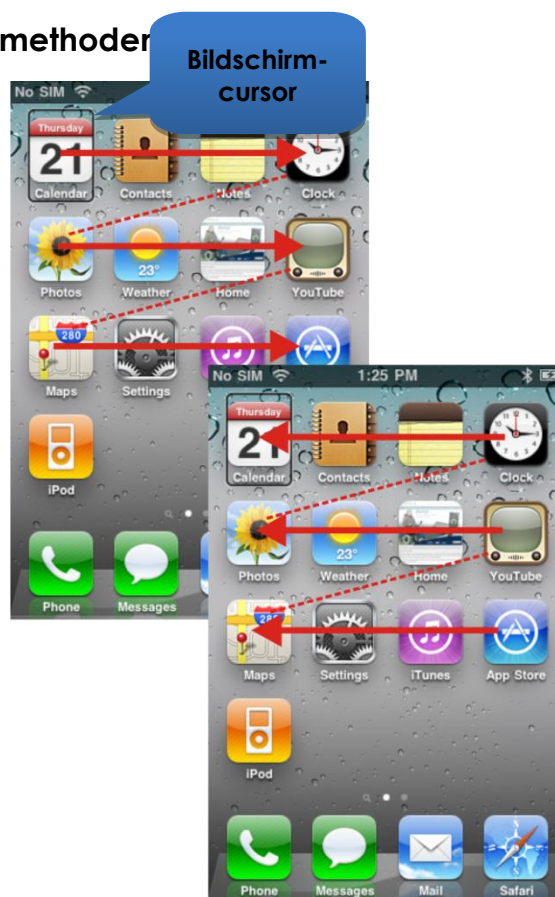 methoden
Bildschirm-
cursor
No SIM
Thursday
21
Calendar Contacts Notes Clock
23°
Photos Weather Home YouTube
280
Maps Settings
iPod
Phone Messages
No SIM 1:25 PM
Thursday
21
Calendar Contacts Notes Clock
23°
Photos Weather Home YouTube
280
Maps Settings iTunes App Store
iPod
Phone Messages Mail Safari